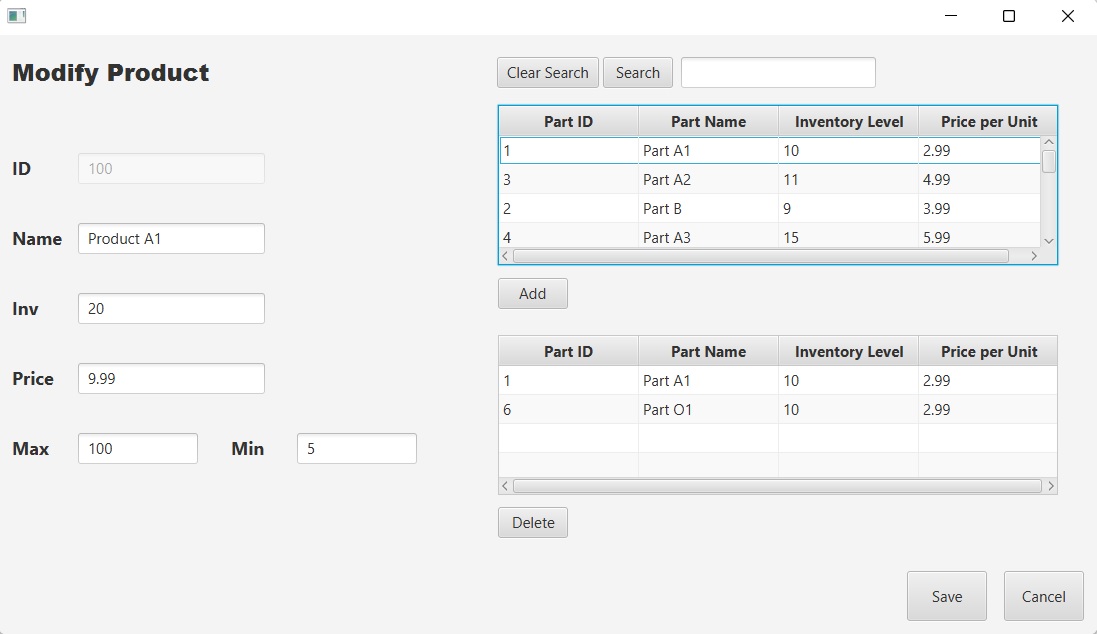 Modify Product
ID 100
Name Product A1
Inv 20
Price 9.99
Max 100 Min 5
Clear Search Search
Part ID Part Name Inventory Level Price per Unit
1 Part A1 10 2.99
3 Part A2 11 4.99
2 Part B 9 3.99
4 Part A3 15 5.99
Add
Part ID Part Name Inventory Level Price per Unit
1 Part A1 10 2.99
6 Part O1 10 2.99
Delete
Save Cancel